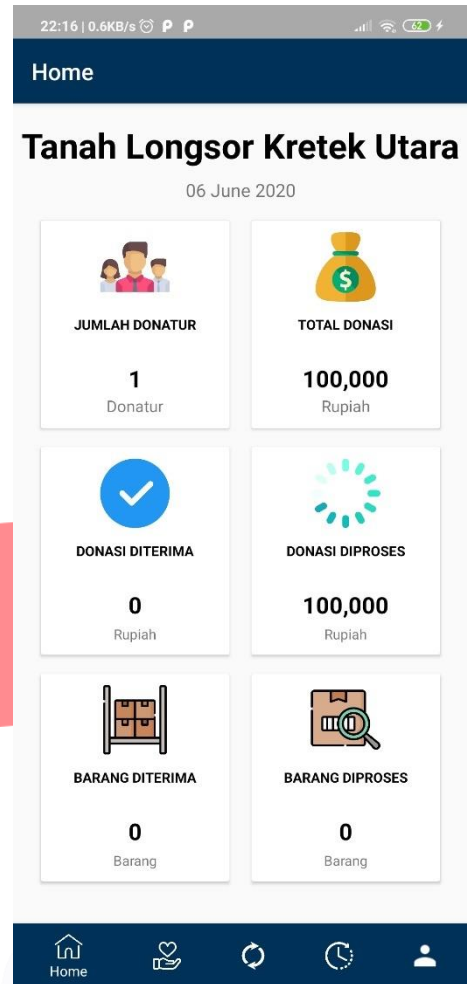 22:16 | 0.6KB/s
62
Home
Tanah Longsor Kretek Utara
06 June 2020
JUMLAH DONATUR
1
Donatur
TOTAL DONASI
100,000
Rupiah
DONASI DITERIMA
0
Rupiah
DONASI DIPROSES
100,000
Rupiah
BARANG DITERIMA
0
Barang
BARANG DIPROSES
0
Barang
Home